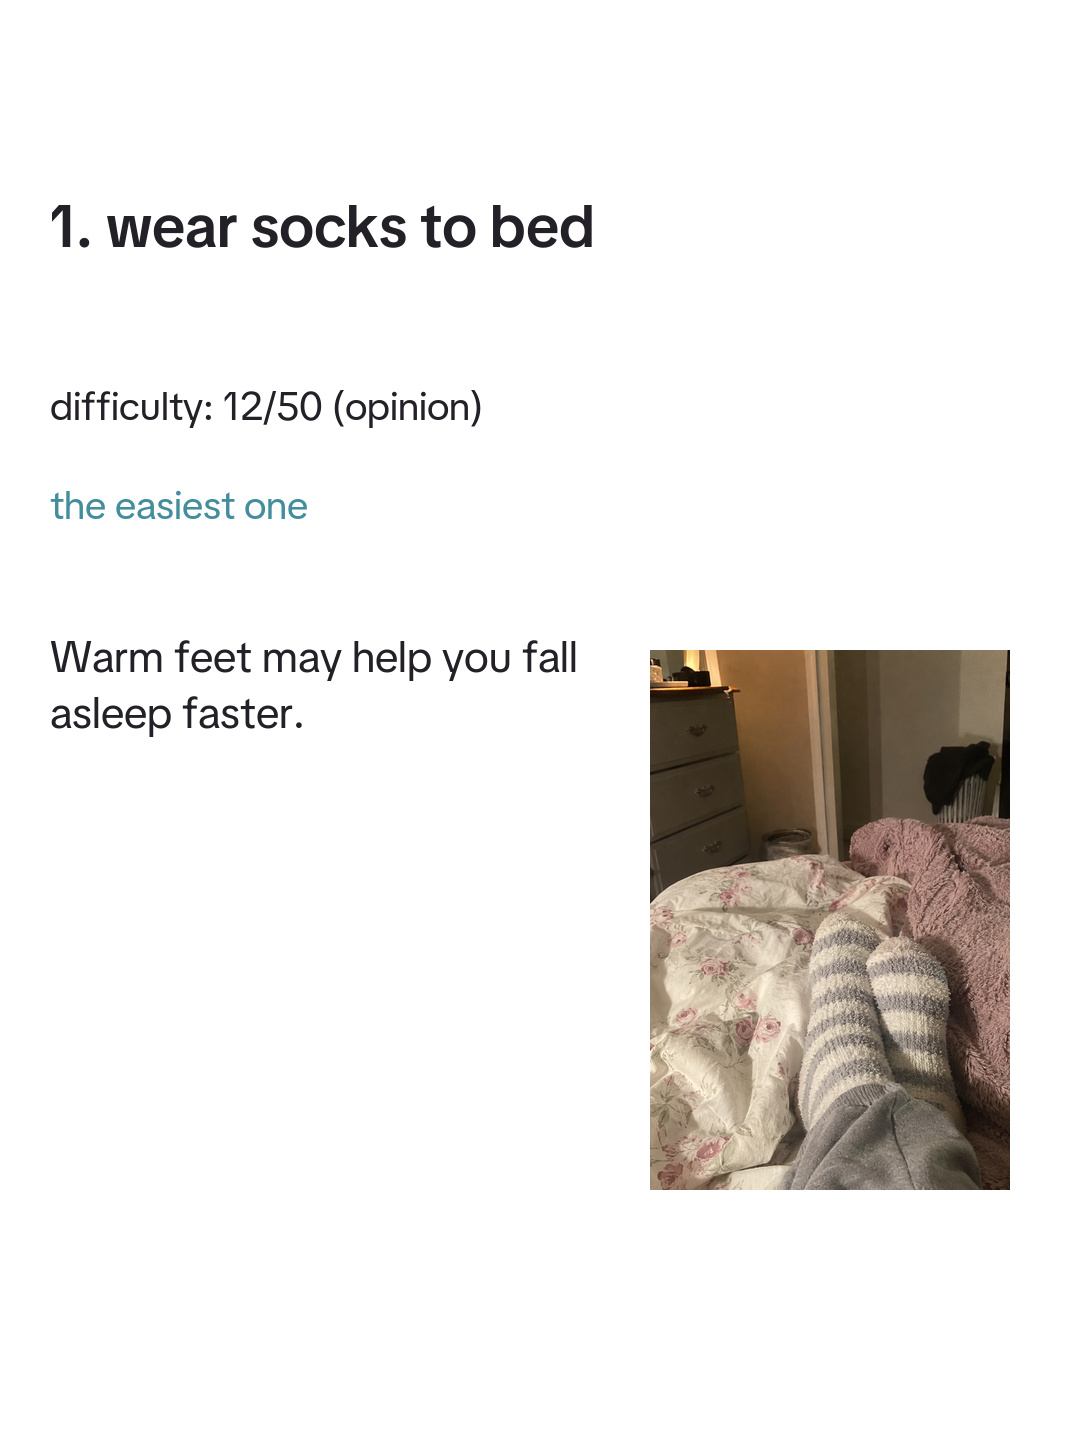 1. wear socks to bed
difficulty: 12/50 (opinion)
the easiest one
Warm feet may help you fall
asleep faster.